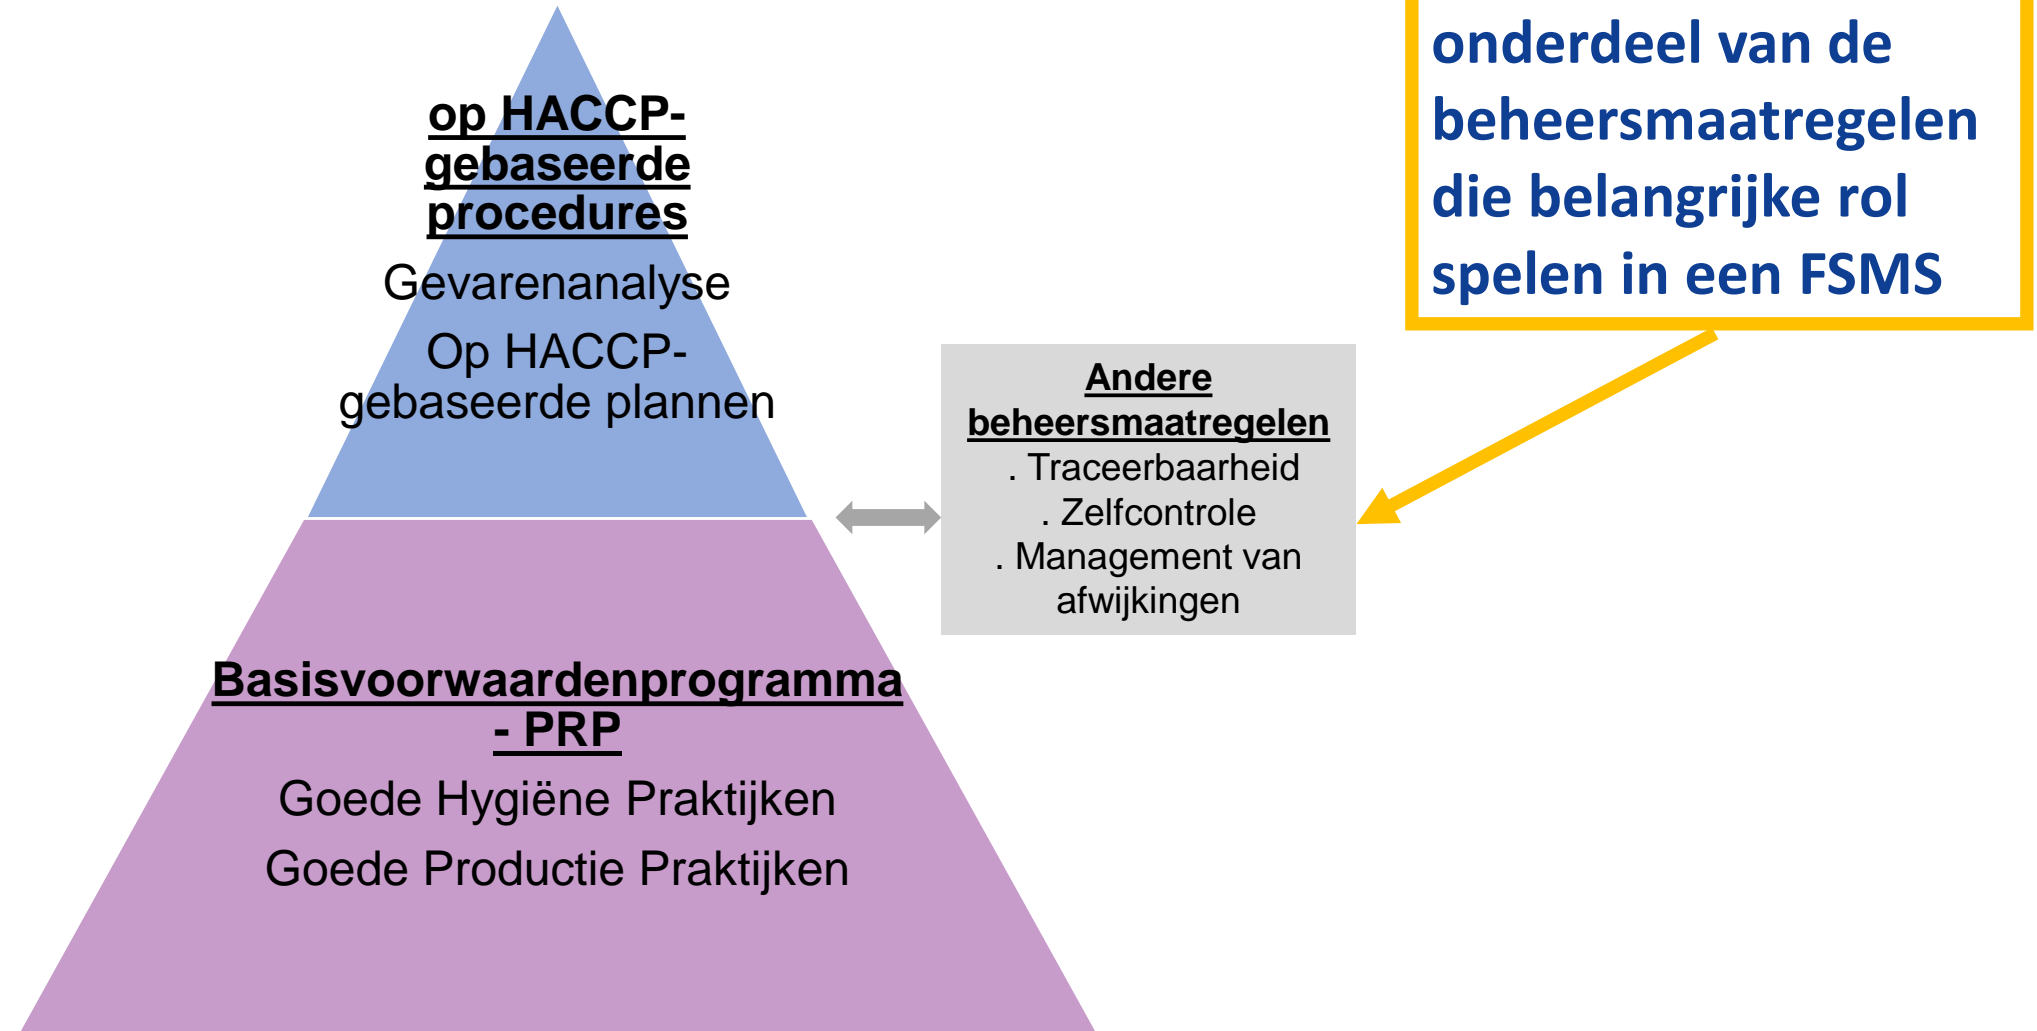 op HACCP-
gebaseerde
procedures
Gevarenanalyse
Op HACCP-
gebaseerde plannen
Basisvoorwaardenprogramma
- PRP
Goede Hygiëne Praktijken
Goede Productie Praktijken
Andere
beheersmaatregelen
. Traceerbaarheid
. Zelfcontrole
. Management van
afwijkingen
onderdeel van de
beheersmaatregelen
die belangrijke rol
spelen in een FSMS